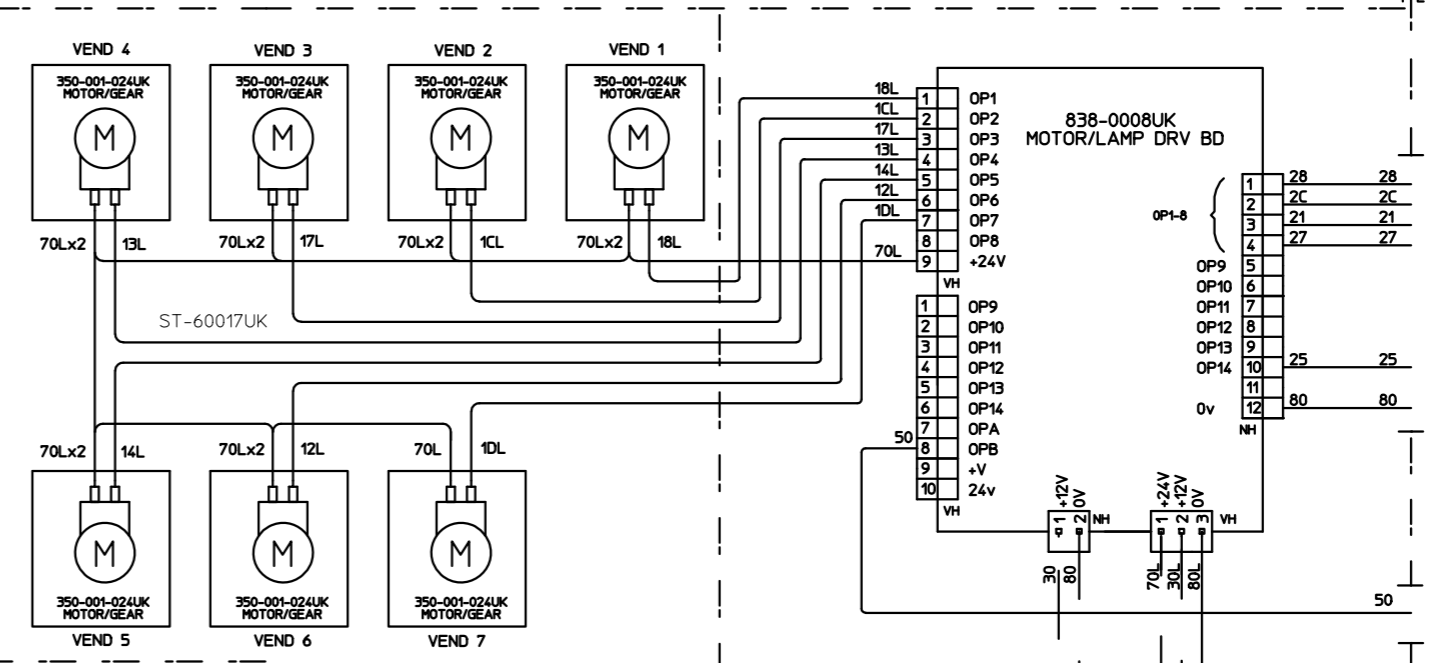 VEND 4
350-001-024UK
MOTOR/GEAR
M
70Lx2
13L
VEND 3
350-001-024UK
MOTOR/GEAR
M
70Lx2
17L
VEND 2
350-001-024UK
MOTOR/GEAR
M
70Lx2
1CL
VEND 1
350-001-024UK
MOTOR/GEAR
M
70Lx2
18L
ST-60017UK
70Lx2
14L
M
350-001-024UK
MOTOR/GEAR
VEND 5
70Lx2
12L
M
350-001-024UK
MOTOR/GEAR
VEND 6
70L
1DL
M
350-001-024UK
MOTOR/GEAR
VEND 7
838-0008UK
MOTOR/LAMP DRV BD
18L 1 OP1
1CL 2 OP2
17L 3 OP3
13L 4 OP4
14L 5 OP5
12L 6 OP6
1DL 7 OP7
8 OP8
70L 9 +24V
VH
1 OP9
2 OP10
3 OP11
4 OP12
5 OP13
6 OP14
7 OPA
50 8 OPB
9 +V
10 24v
VH
OP1-8
1 28 28
2 2C 2C
3 21 21
4 27 27
OP9 5
OP10 6
OP11 7
OP12 8
OP13 9
OP14 10 25 25
11
0v 12 80 80
NH
+12V
0V
1 2 NH
30
80
+24V
+12V
0V
1 2 3 VH
70L
30L
80L
50